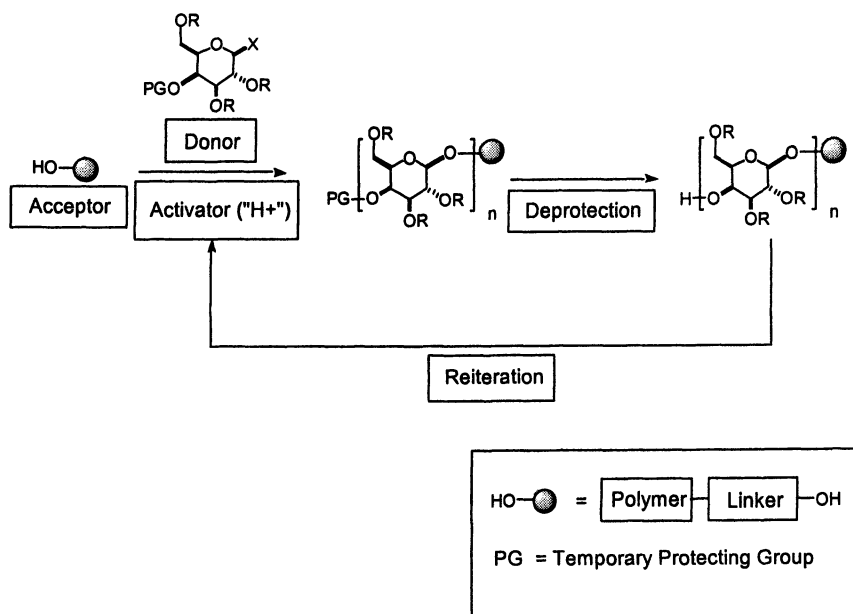 OR
O
X
PGO
OR
OR
Donor
HO
Acceptor
Activator ("H+")
OR
O
O
PG
O
OR
OR
n
Deprotection
OR
O
O
H
O
OR
OR
n
Reiteration
HO
=
Polymer
Linker
OH
PG = Temporary Protecting Group